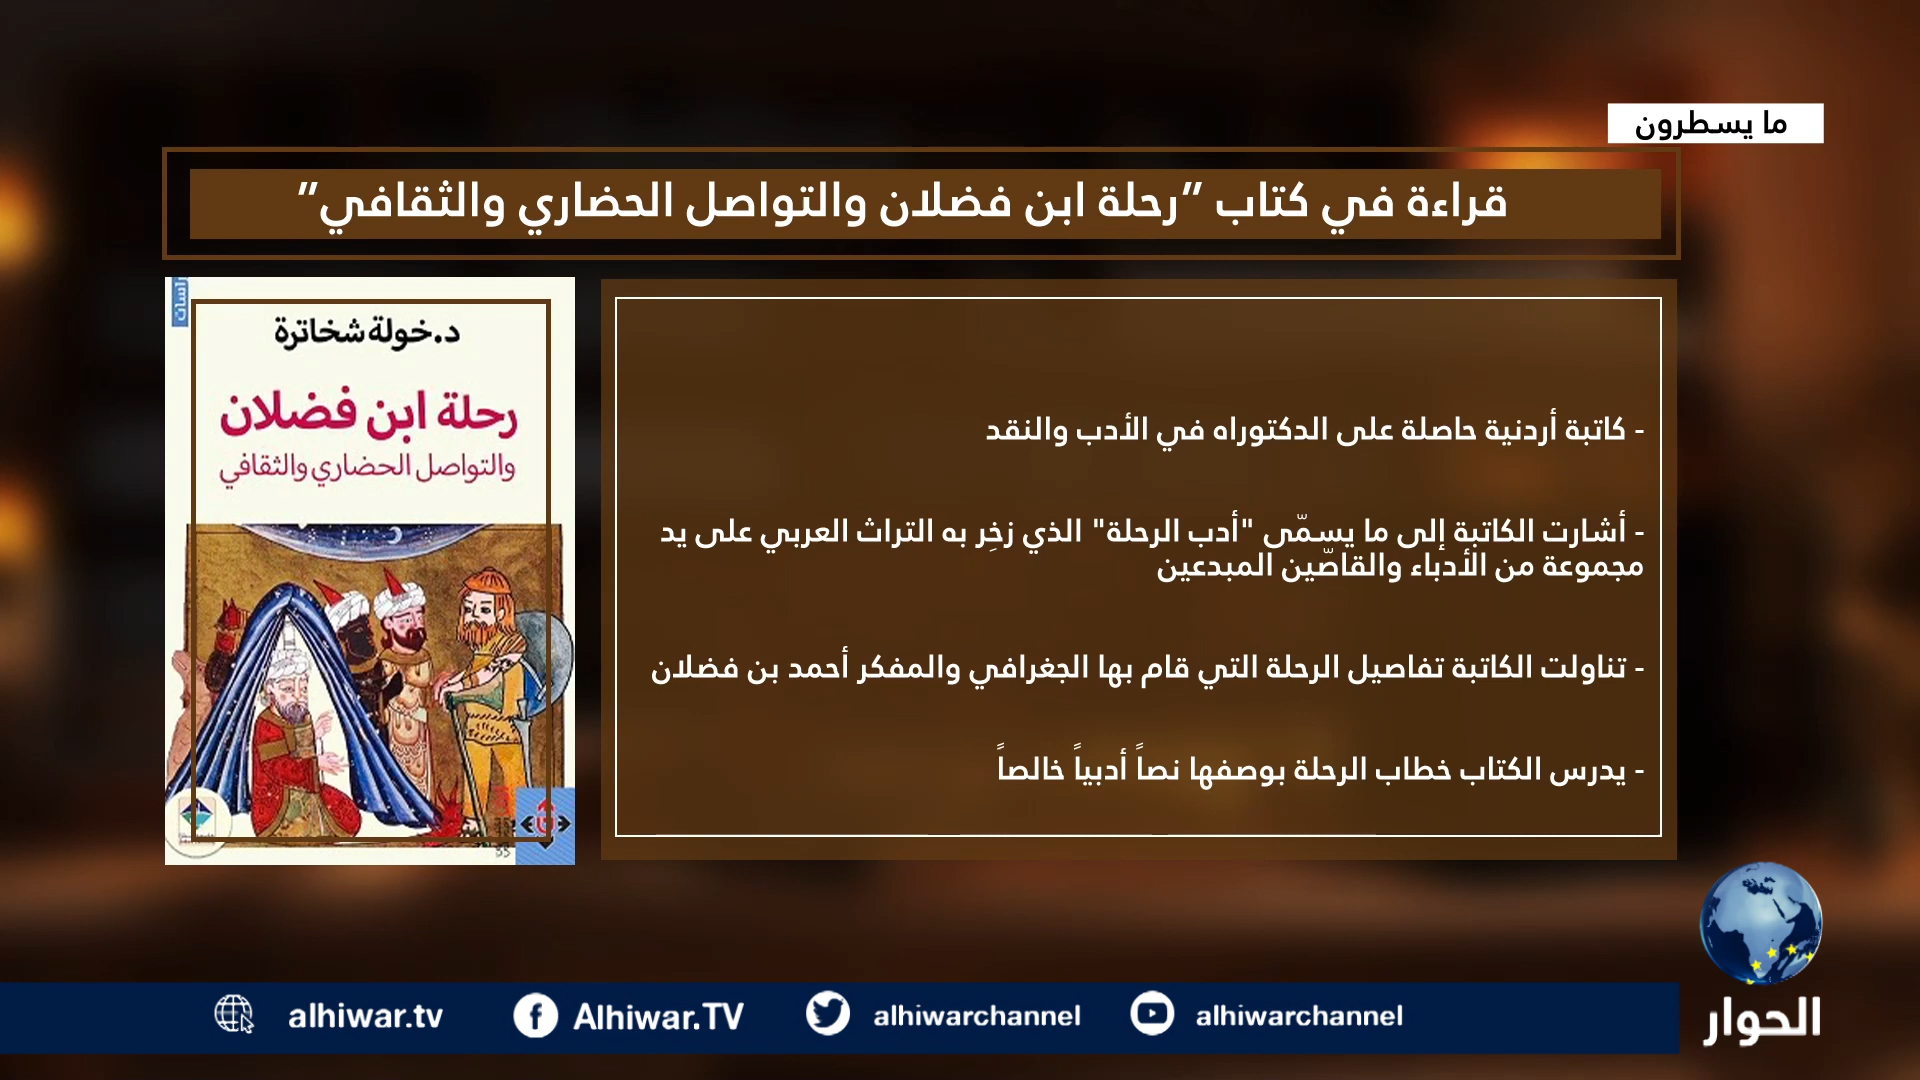 ما يسطرون
قراءة في كتاب ”رحلة ابن فضلان والتواصل الحضاري والثقافي”
د.خولة شخاترة
رحلة ابن فضلان
والتواصل الحضاري والثقافي
- كاتبة أردنية حاصلة على الدكتوراه في الأدب والنقد
- أشارت الكاتبة إلى ما يسمّى "أدب الرحلة" الذي زخِر به التراث العربي على يد
مجموعة من الأدباء والقاصّين المبدعين
- تناولت الكاتبة تفاصيل الرحلة التي قام بها الجغرافي والمفكر أحمد بن فضلان
- يدرس الكتاب خطاب الرحلة بوصفها نصاً أدبياً خالصاً
alhiwar.tv
Alhiwar.TV
alhiwarchannel
alhiwarchannel
الحوار